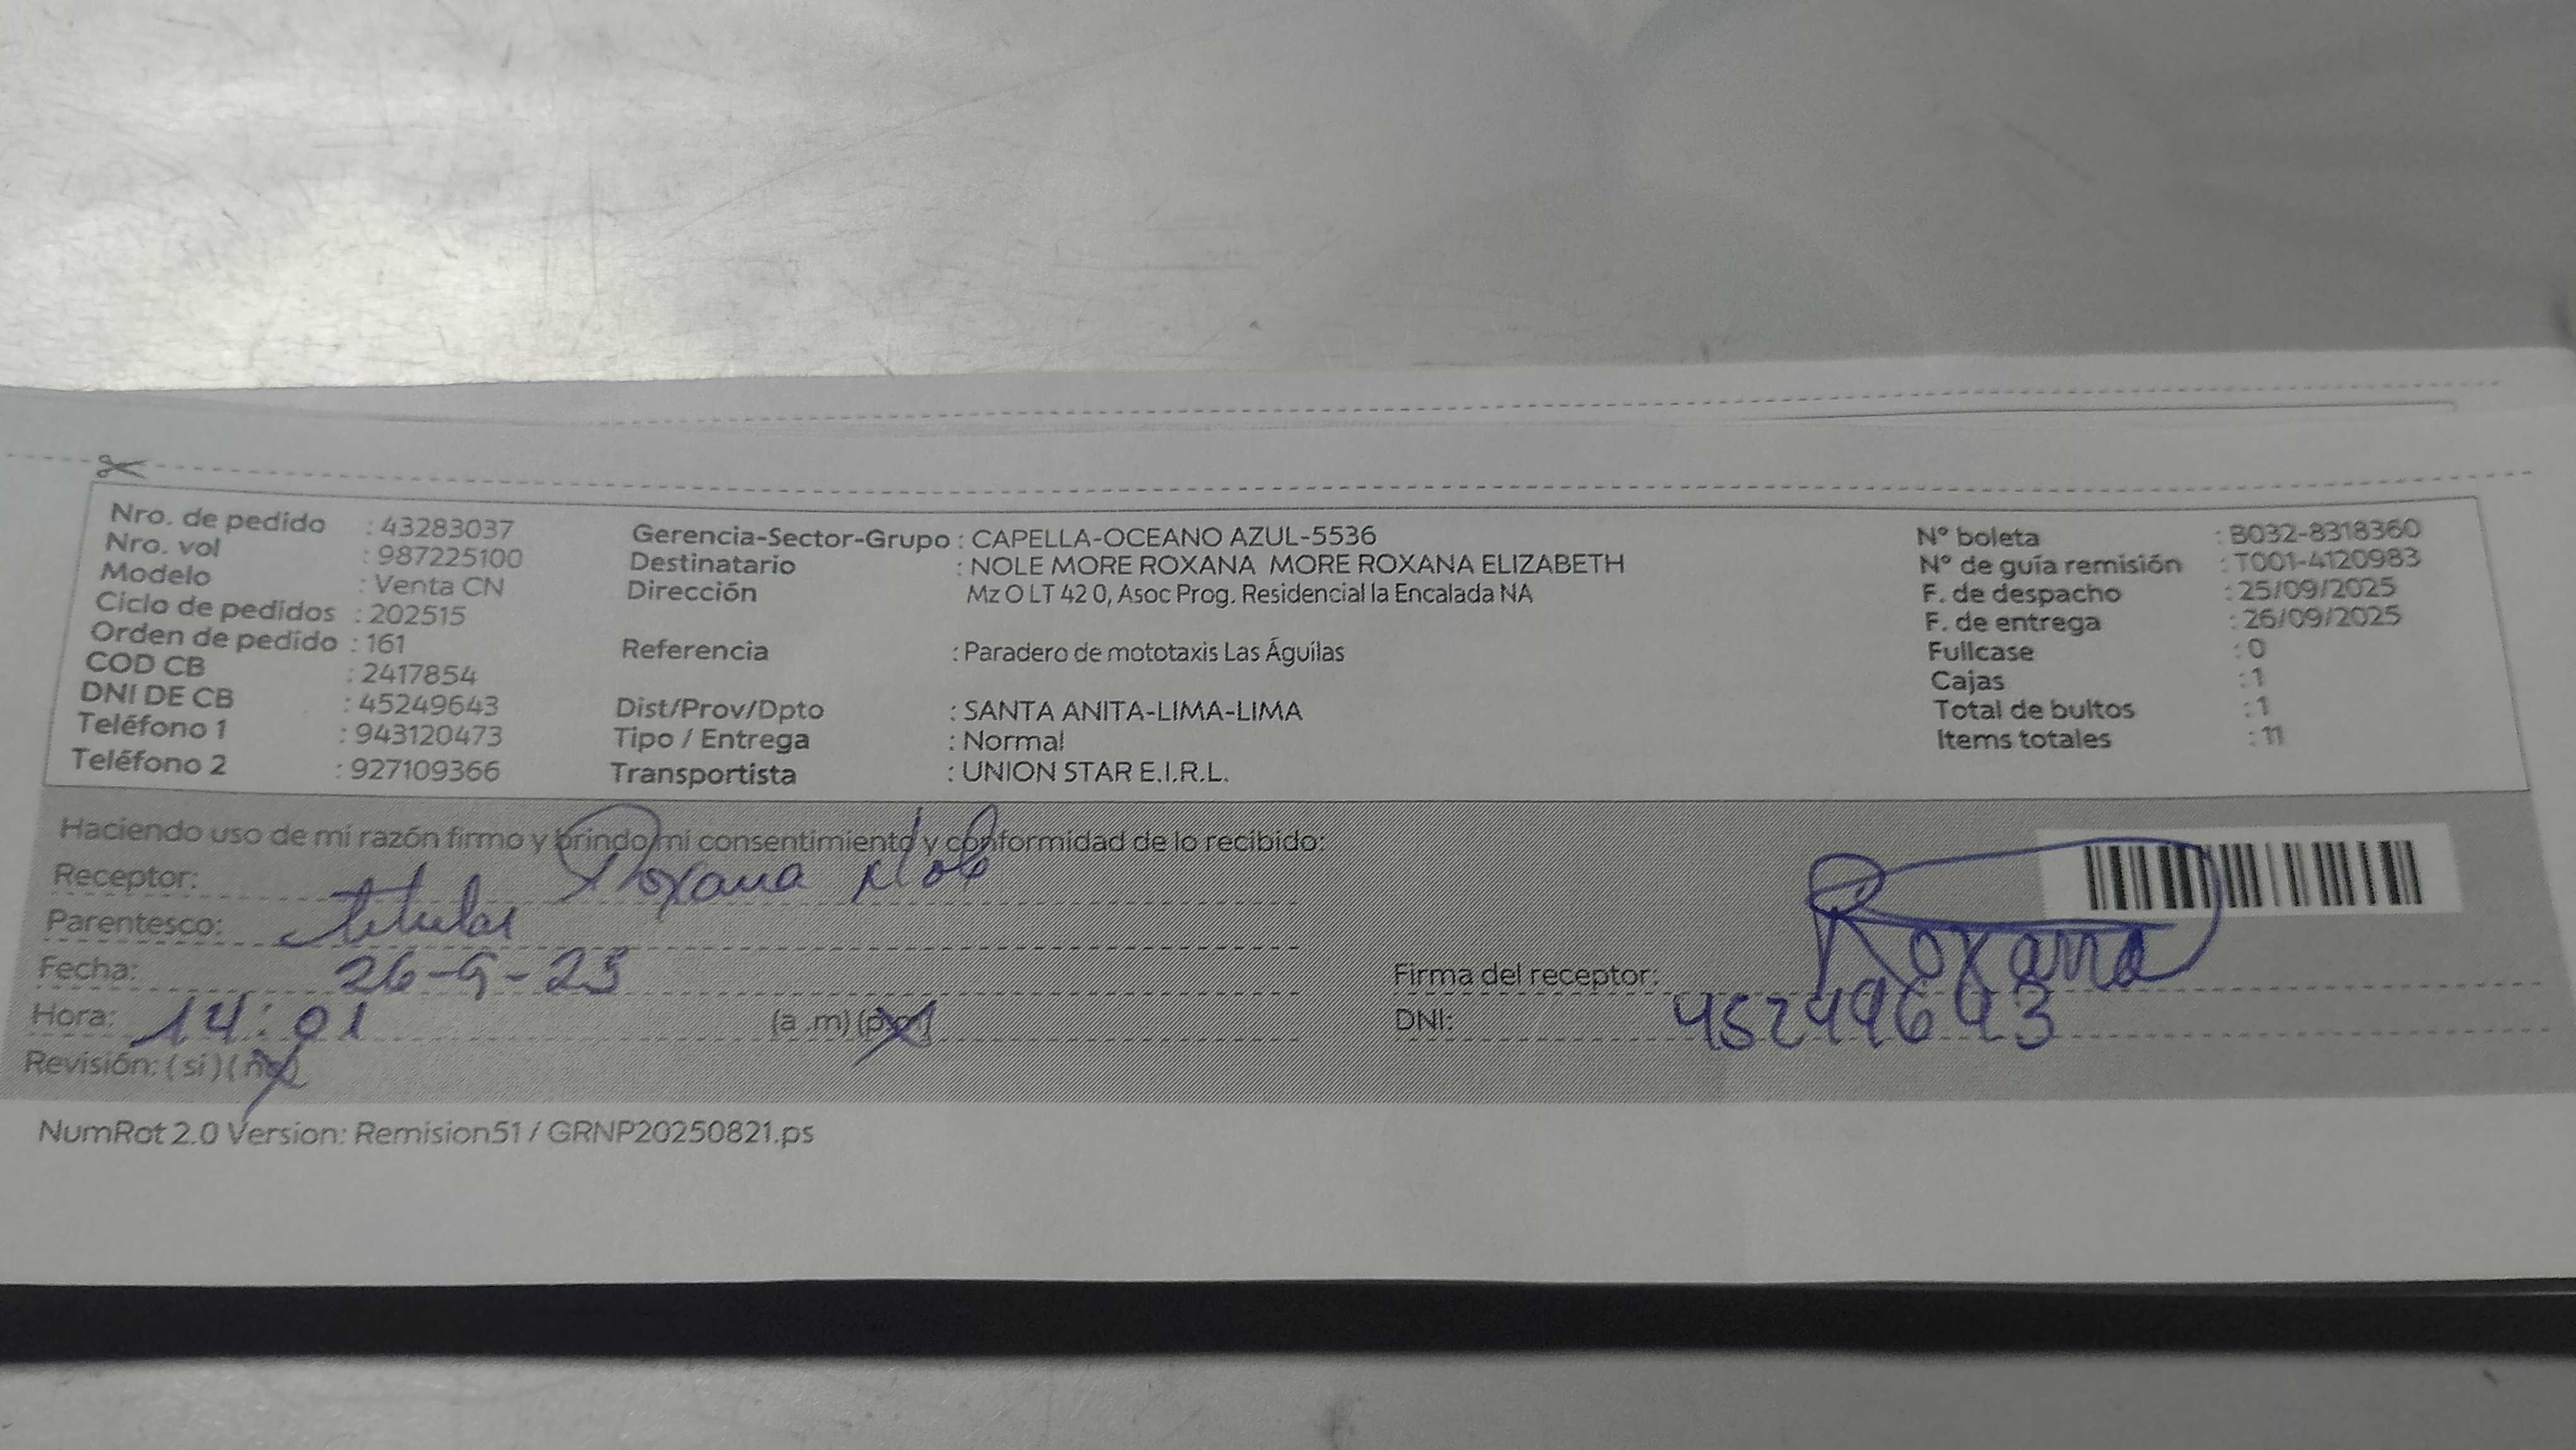 Nro. de pedido : 43283037
Nro. vol : 987225100
Modelo : Venta CN
Ciclo de pedidos : 202515
Orden de pedido : 161
COD CB : 2417854
DNI DE CB : 45249643
Teléfono 1 : 943120473
Teléfono 2 : 927109366
Gerencia-Sector-Grupo : CAPELLA-OCEANO AZUL-5536
Destinatario : NOLE MORE ROXANA MORE ROXANA ELIZABETH
Dirección Mz O LT 42 0, Asoc Prog. Residencial la Encalada NA
Referencia : Paradero de mototaxis Las Águilas
Dist/Prov/Dpto : SANTA ANITA-LIMA-LIMA
Tipo / Entrega : Normal
Transportista : UNION STAR E.I.R.L.
N° boleta : B032-8318360
N° de guía remisión : T001-4120983
F. de despacho : 25/09/2025
F. de entrega : 26/09/2025
Fullcase : 0
Cajas : 1
Total de bultos : 1
Items totales : 11
Haciendo uso de mi razón firmo y brindo mi consentimiento y conformidad de lo recibido:
Receptor: Roxana Nole
Parentesco: titular
Fecha: 26-9-25
Hora: 14:01 (a .m) (p.m)
Revisión: ( si ) ( no )
Firma del receptor: Roxana
DNI: 45249643
NumRot 2.0 Version: Remision51 / GRNP20250821.ps